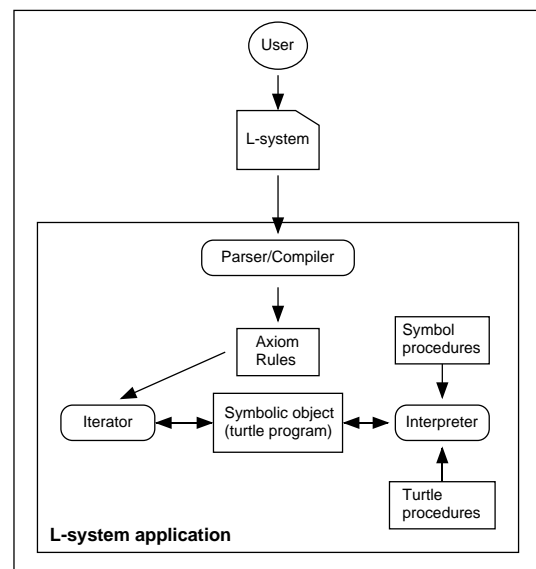 User
L-system
Parser/Compiler
Axiom
Rules
Symbol
procedures
Iterator
Symbolic object
(turtle program)
Interpreter
Turtle
procedures
L-system application